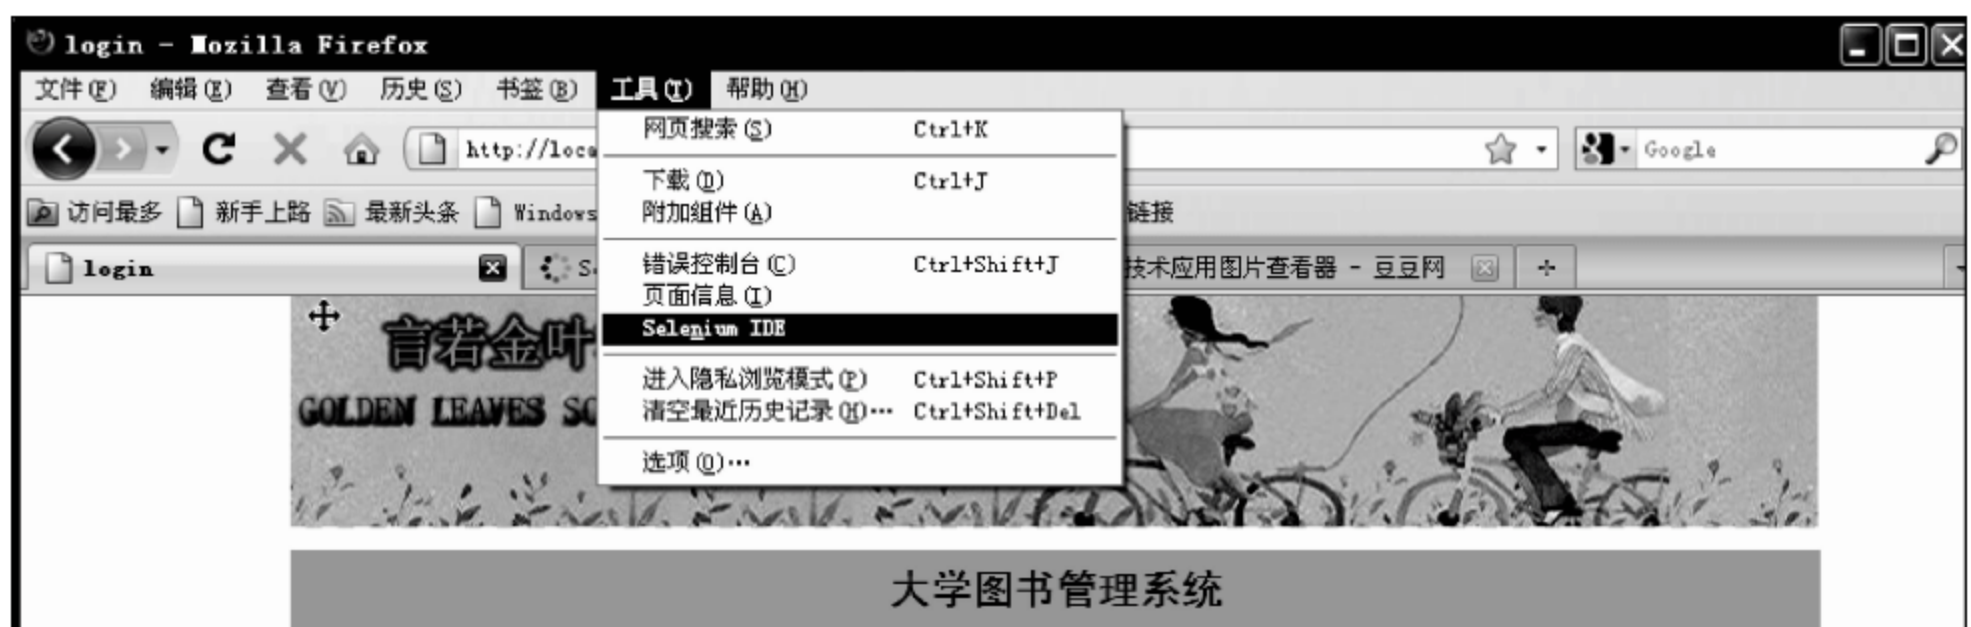 login - Mozilla Firefox
文件(F) 编辑(E) 查看(V) 历史(S) 书签(B) 工具(T) 帮助(H)
网页搜索(S) Ctrl+K
http://loca
Google
下载(D) Ctrl+J
附加组件(A)
访问最多 新手上路 最新头条 Windows 链接
错误控制台(C) Ctrl+Shift+J
login S 技术应用图片查看器 - 豆豆网
页面信息(I)
Selenium IDE
言若金叶
进入隐私浏览模式(P) Ctrl+Shift+P
清空最近历史记录(H)… Ctrl+Shift+Del
GOLDEN LEAVES SO
选项(O)…
大学图书管理系统